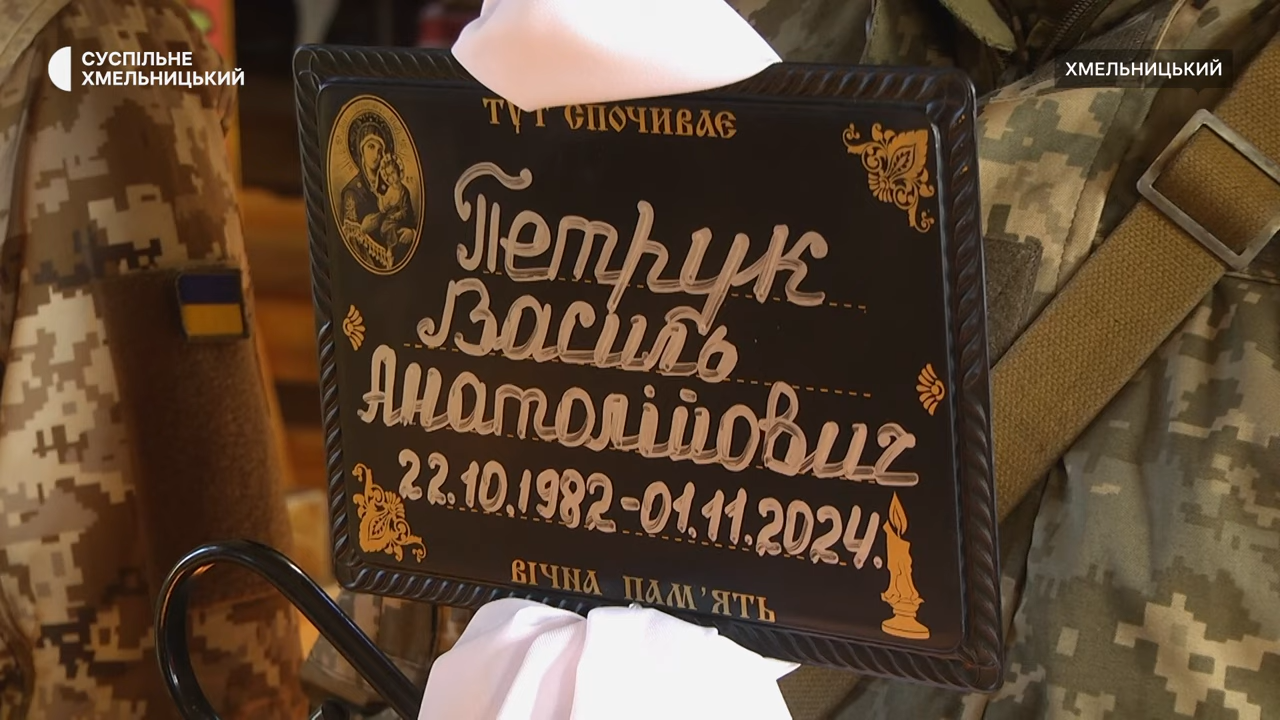 СУСПІЛЬНЕ
ХМЕЛЬНИЦЬКИЙ
ХМЕЛЬНИЦЬКИЙ
ТУТ СПОЧИВАЄ
Петрук
Василь
Анатолійович
22.10.1982-01.11.2024.
ВІЧНА ПАМ'ЯТЬ